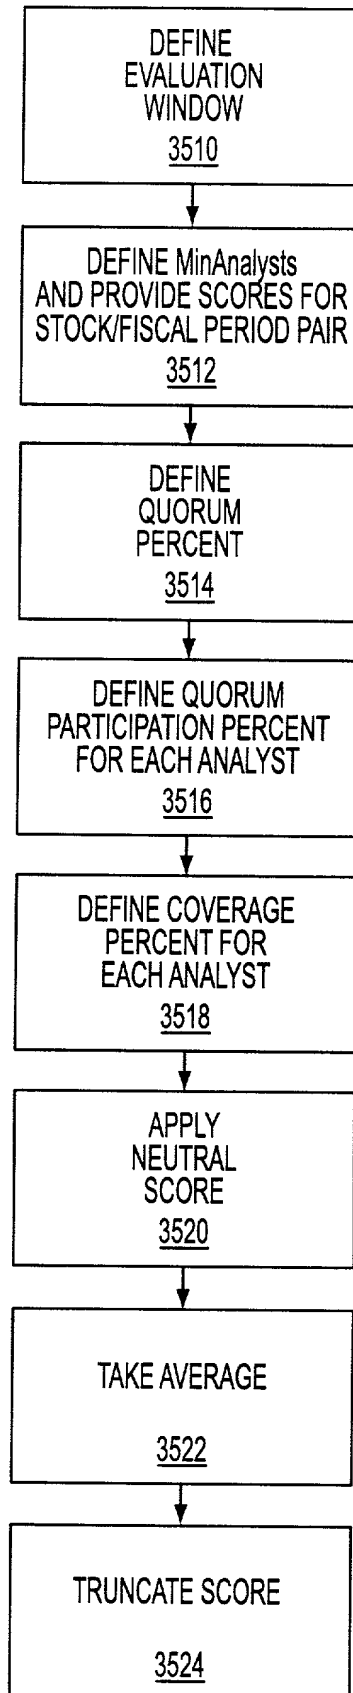 DEFINE
EVALUATION
WINDOW
3510
DEFINE MinAnalysts
AND PROVIDE SCORES FOR
STOCK/FISCAL PERIOD PAIR
3512
DEFINE
QUORUM
PERCENT
3514
DEFINE QUORUM
PARTICIPATION PERCENT
FOR EACH ANALYST
3516
DEFINE COVERAGE
PERCENT FOR
EACH ANALYST
3518
APPLY
NEUTRAL
SCORE
3520
TAKE AVERAGE
3522
TRUNCATE SCORE
3524